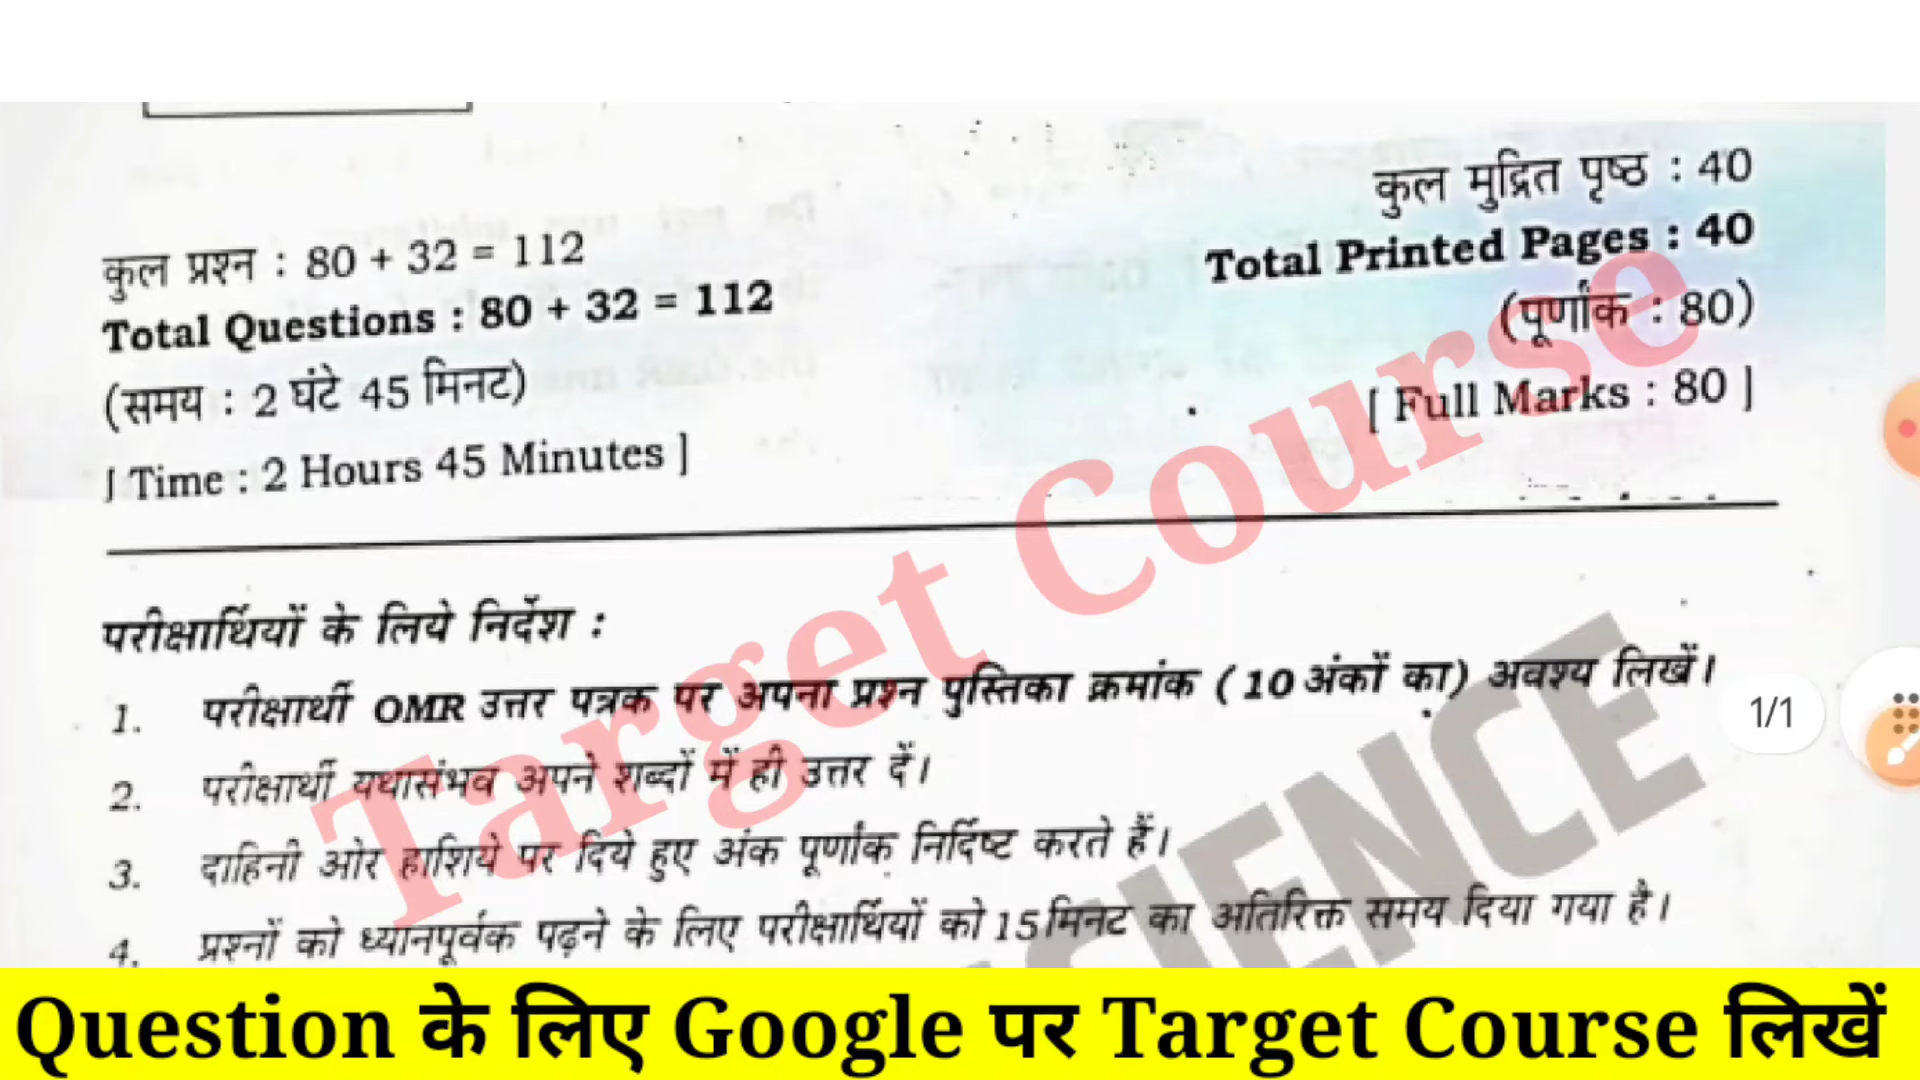 कुल मुद्रित पृष्ठ : 40
Total Printed Pages : 40
(पूर्णांक : 80)
[ Full Marks : 80 ]
कुल प्रश्न : 80 + 32 = 112
Total Questions : 80 + 32 = 112
(समय : 2 घंटे 45 मिनट)
[ Time : 2 Hours 45 Minutes ]
परीक्षार्थियों के लिये निर्देश :
1. परीक्षार्थी OMR उत्तर पत्रक पर अपना प्रश्न पुस्तिका क्रमांक ( 10 अंकों का) अवश्य लिखें।
2. परीक्षार्थी यथासंभव अपने शब्दों में ही उत्तर दें।
3. दाहिनी ओर हाशिये पर दिये हुए अंक पूर्णांक निर्दिष्ट करते हैं।
4. प्रश्नों को ध्यानपूर्वक पढ़ने के लिए परीक्षार्थियों को 15 मिनट का अतिरिक्त समय दिया गया है।
Target Course
SCIENCE
1/1
Question के लिए Google पर Target Course लिखें